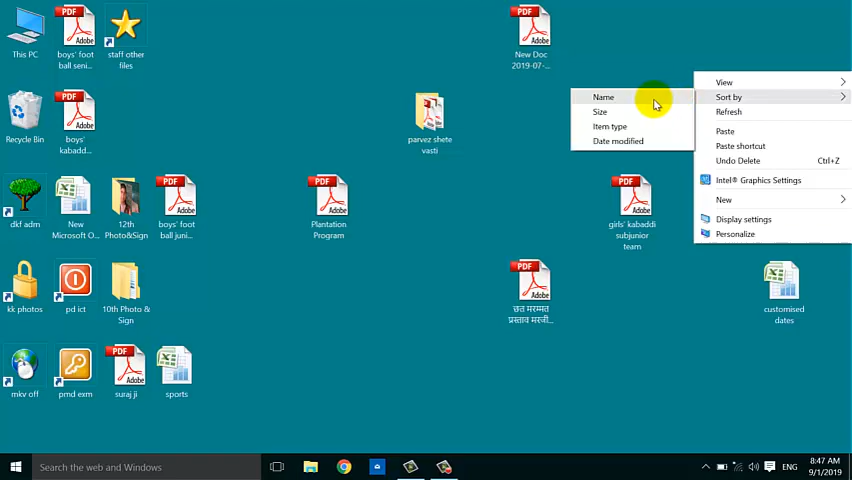 This PC
PDF
Adobe
boys' foot
ball seni...
staff other
files
PDF
Adobe
New Doc
2019-07-...
Recycle Bin
PDF
Adobe
boys'
kabadd...
parvez shete
vasti
View
Sort by
Refresh
Paste
Paste shortcut
Undo Delete Ctrl+Z
Intel® Graphics Settings
New
Display settings
Personalize
Name
Size
Item type
Date modified
dkf adm
New
Microsoft O...
12th
Photo&Sign
PDF
Adobe
boys' foot
ball juni...
PDF
Adobe
Plantation
Program
PDF
Adobe
girls' kabaddi
subjunior
team
kk photos
pd ict
10th Photo &
Sign
PDF
Adobe
छत मरम्मत
प्रस्ताव मरजी...
customised
dates
mkv off
pmd exm
PDF
Adobe
suraj ji
sports
Search the web and Windows
ENG
8:47 AM
9/1/2019